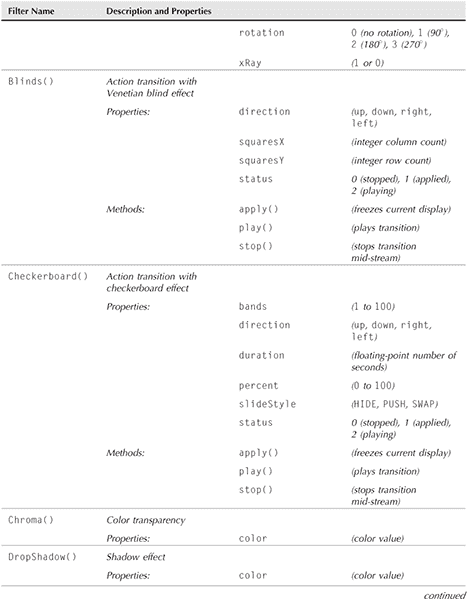 Filter Name Description and Properties
rotation 0 (no rotation), 1 (90°),
2 (180°), 3 (270°)
xRay (1 or 0)
Blinds() Action transition with
Venetian blind effect
Properties: direction (up, down, right,
left)
squaresX (integer column count)
squaresY (integer row count)
status 0 (stopped), 1 (applied),
2 (playing)
Methods: apply() (freezes current display)
play() (plays transition)
stop() (stops transition
mid-stream)
Checkerboard() Action transition with
checkerboard effect
Properties: bands (1 to 100)
direction (up, down, right,
left)
duration (floating-point number of
seconds)
percent (0 to 100)
slideStyle (HIDE, PUSH, SWAP)
status 0 (stopped), 1 (applied),
2 (playing)
Methods: apply() (freezes current display)
play() (plays transition)
stop() (stops transition
mid-stream)
Chroma() Color transparency
Properties: color (color value)
DropShadow() Shadow effect
Properties: color (color value)
continued